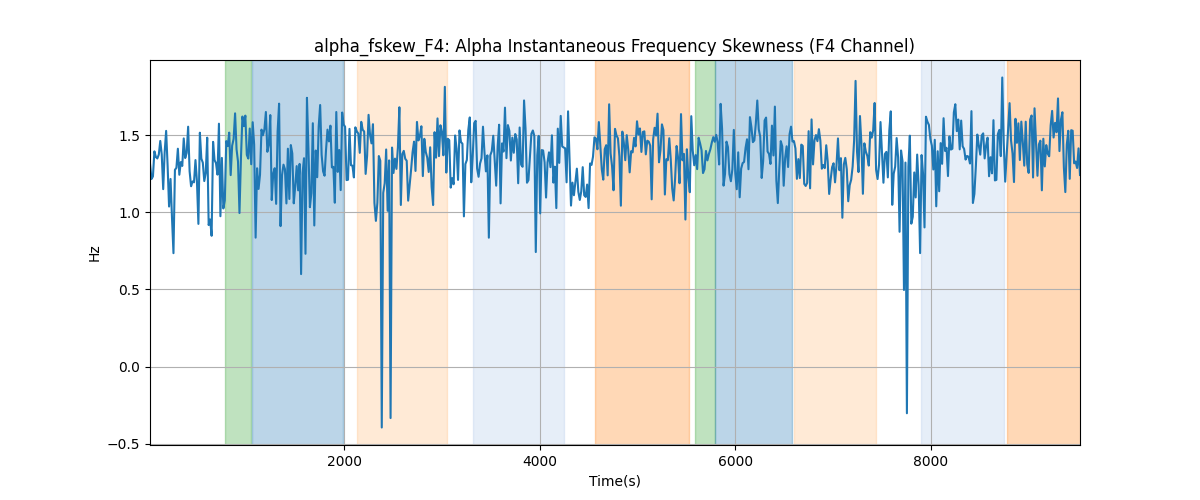 alpha_fskew_F4: Alpha Instantaneous Frequency Skewness (F4 Channel)
Hz
1.5
1.0
0.5
0.0
−0.5
2000 4000 6000 8000
Time(s)